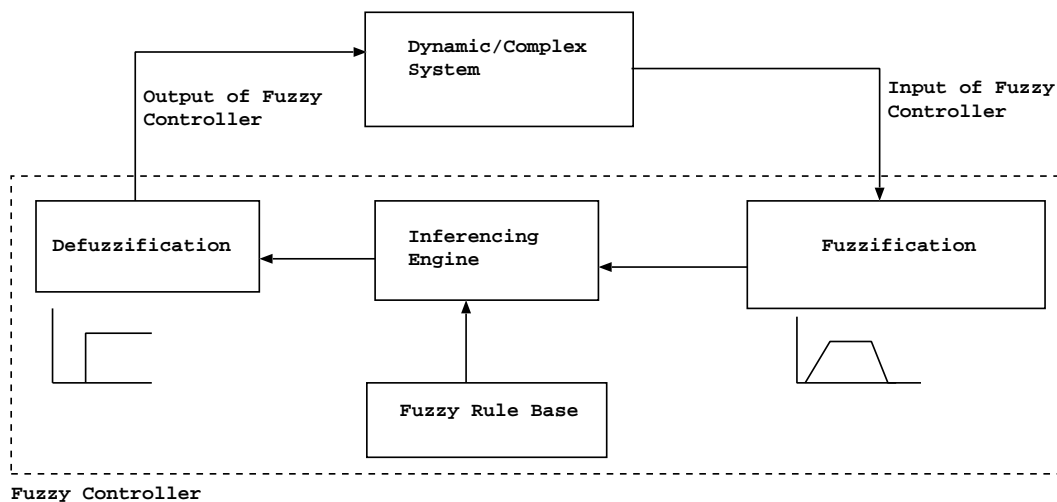 Dynamic/Complex
System
Output of Fuzzy
Controller
Input of Fuzzy
Controller
Defuzzification
Inferencing
Engine
Fuzzification
Fuzzy Rule Base
Fuzzy Controller